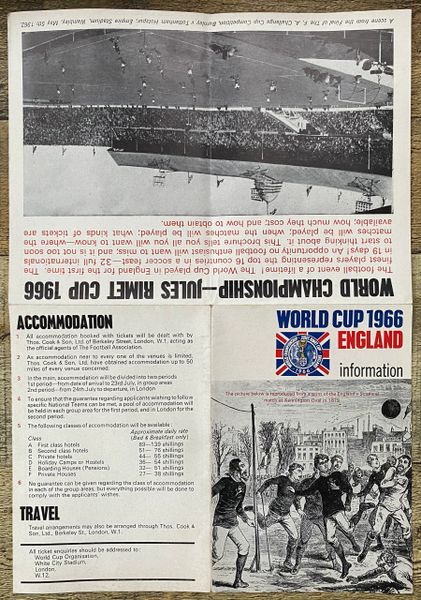 A scene from the Final of The F.A. Challenge Cup Competition, Burnley v Tottenham Hotspur, Empire Stadium, Wembley, May 5th 1962
WORLD CHAMPIONSHIP—JULES RIMET CUP 1966
The football event of a lifetime! The World Cup played in England for the first time. The
finest players representing the top 16 countries in a soccer feast—32 full internationals
in 19 days! An opportunity no football enthusiast will want to miss; and it is not too soon
to start thinking about it. This brochure tells you all you will want to know—where the
matches will be played; when the matches will be played; what kinds of tickets are
available; how much they cost; and how to obtain them.
ACCOMMODATION
1 All accommodation booked with tickets will be dealt with by
Thos. Cook & Son, Ltd. of Berkeley Street, London, W.1, acting as
the official agents of The Football Association.
2 As accommodation near to every one of the venues is limited,
Thos. Cook & Son, Ltd have obtained accommodation up to 50
miles of every venue concerned.
3 In the main, accommodation will be divided into two periods
1st period—from date of arrival to 23rd July, in group areas
2nd period—from 24th July to departure, in London.
4 To ensure that the guarantee regarding applicants wishing to follow
specific National Teams can be met, a pool of accommodation will
be held in each group area for the first period, and in London for the
second period.
5 The following classes of accommodation will be available:
Approximate daily rate
Class (Bed & Breakfast only)
A First class hotels 89—139 shillings
B Second class hotels 51— 76 shillings
C Private hotels 44— 65 shillings
D Holiday Camps or Hostels 36— 54 shillings
E Boarding Houses (Pensions) 32— 51 shillings
F Private Houses 27— 38 shillings
6 No guarantee can be given regarding the class of accommodation
in each of the group areas, but everything possible will be done to
comply with the applicants' wishes.
TRAVEL
Travel arrangements may also be arranged through Thos. Cook &
Son, Ltd., Berkeley St., London, W.1.
All ticket enquiries should be addressed to:
World Cup Organisation,
White City Stadium,
London,
W.12.
WORLD CUP 1966
ENGLAND
information
The picture below is reproduced from a print of the England v Scotland
match at Kennington Oval in